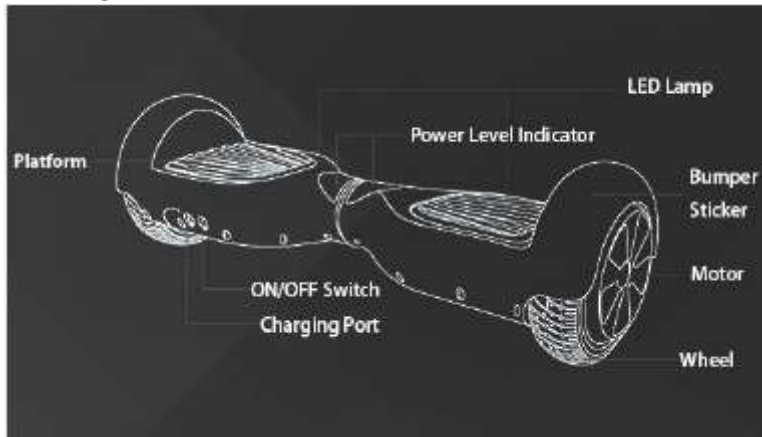 LED Lamp
Power Level Indicator
Platform
Bumper
Sticker
ON/OFF Switch
Motor
Charging Port
Wheel